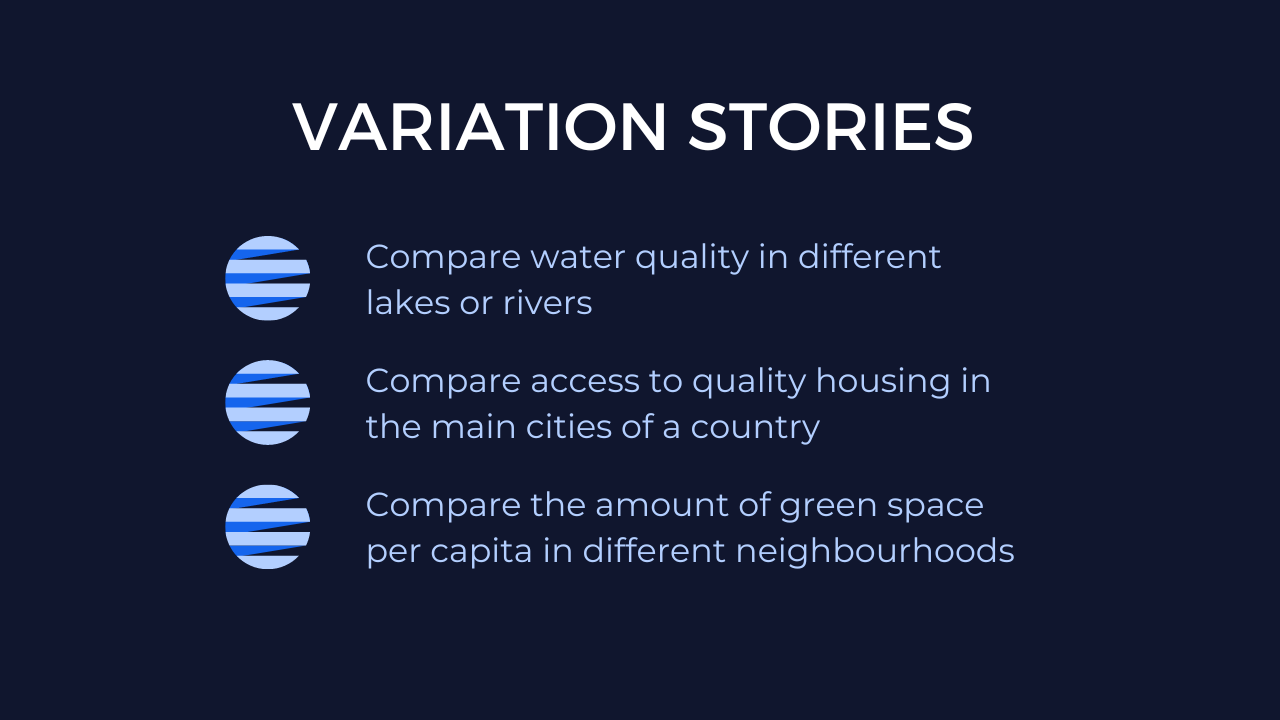 VARIATION STORIES
Compare water quality in different
lakes or rivers
Compare access to quality housing in
the main cities of a country
Compare the amount of green space
per capita in different neighbourhoods